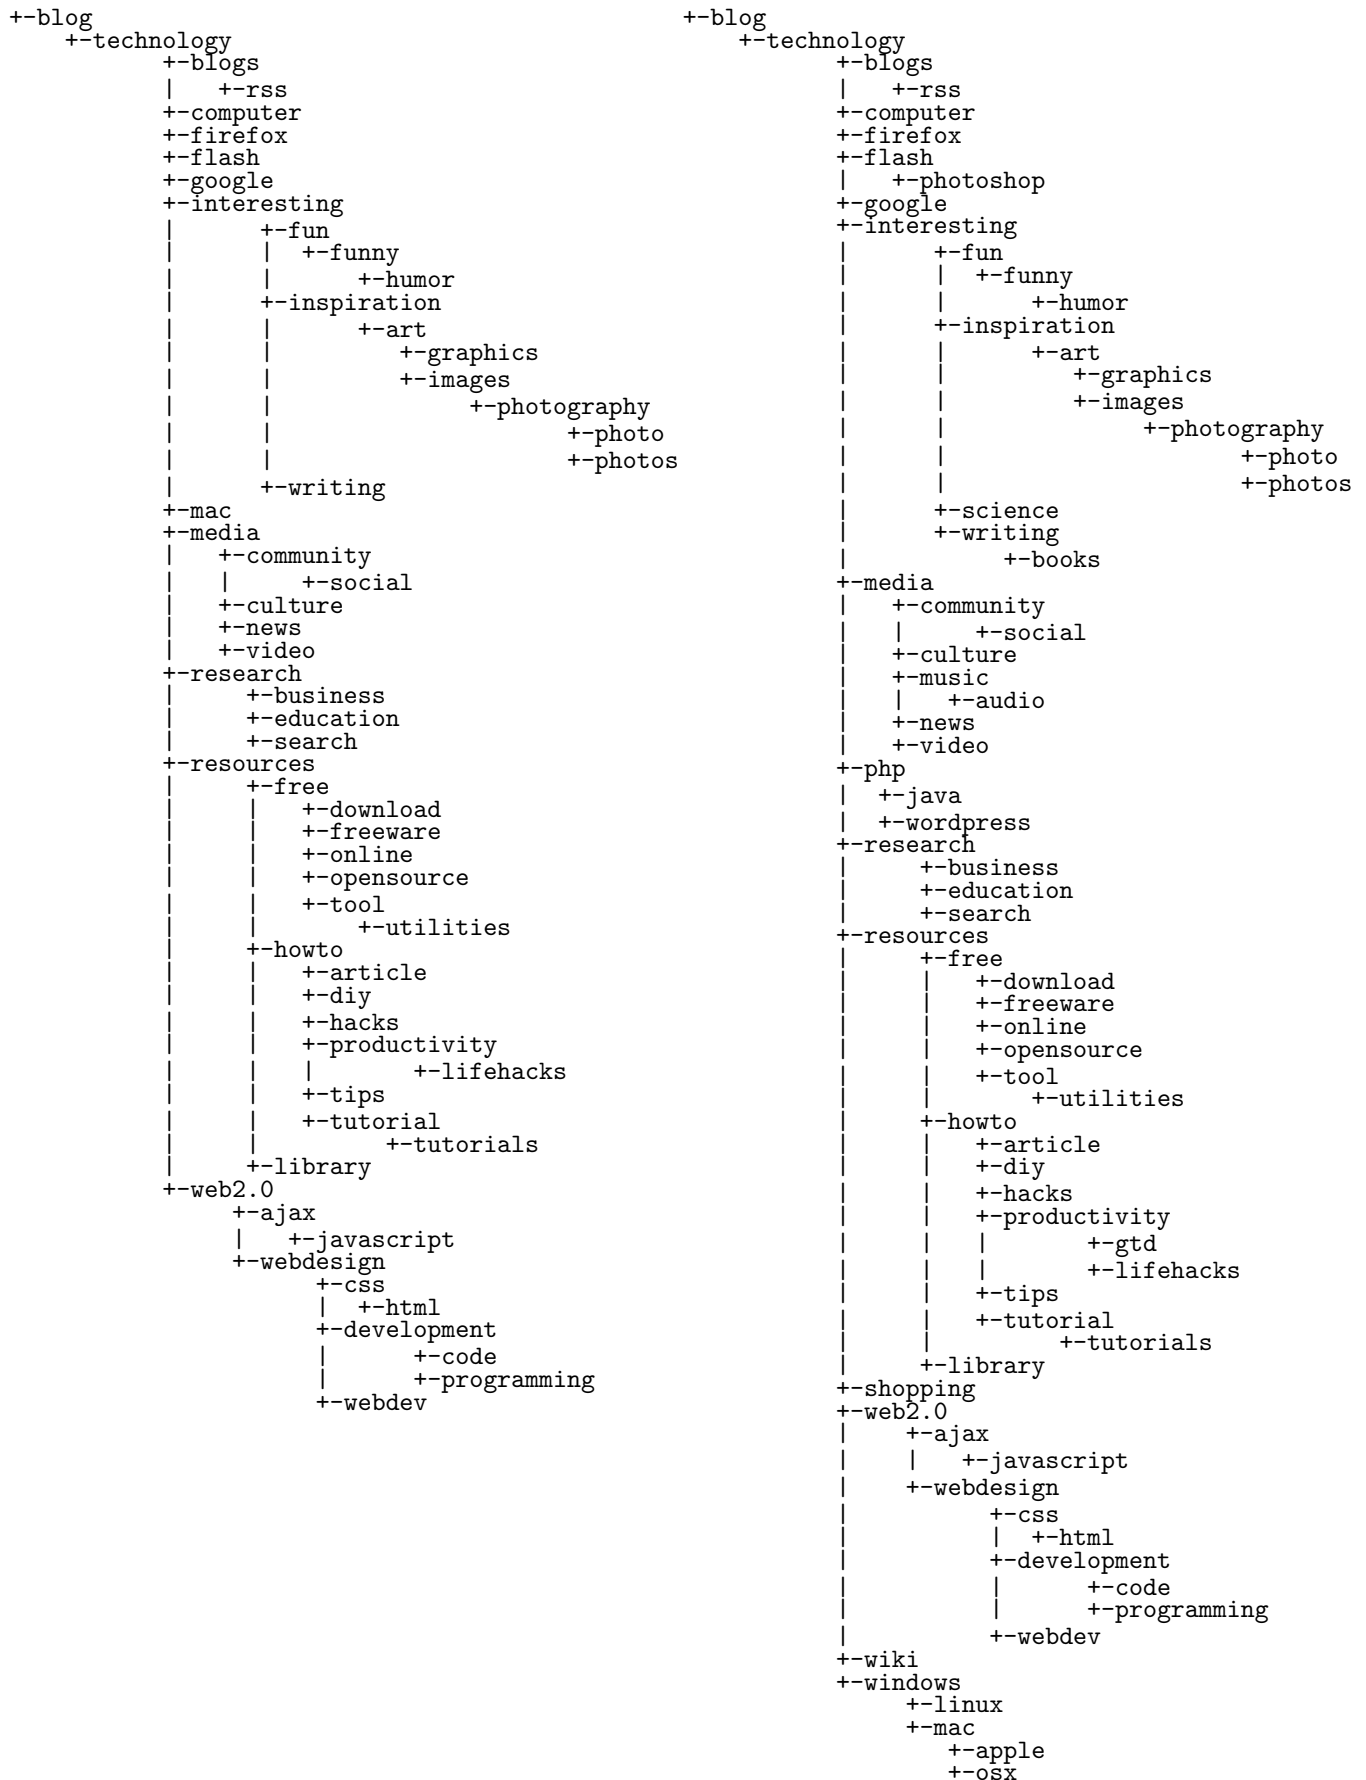 +-blog
    +-technology
           +-blogs
           |   +-rss
           +-computer
           +-firefox
           +-flash
           +-google
           +-interesting
           |      +-fun
           |      |  +-funny
           |      |      +-humor
           |      +-inspiration
           |      |      +-art
           |      |         +-graphics
           |      |         +-images
           |      |              +-photography
           |      |                     +-photo
           |      |                     +-photos
           |      +-writing
           +-mac
           +-media
           |   +-community
           |   |     +-social
           |   +-culture
           |   +-news
           |   +-video
           +-research
           |     +-business
           |     +-education
           |     +-search
           +-resources
           |     +-free
           |     |   +-download
           |     |   +-freeware
           |     |   +-online
           |     |   +-opensource
           |     |   +-tool
           |     |       +-utilities
           |     +-howto
           |     |   +-article
           |     |   +-diy
           |     |   +-hacks
           |     |   +-productivity
           |     |   |       +-lifehacks
           |     |   +-tips
           |     |   +-tutorial
           |     |         +-tutorials
           |     +-library
           +-web2.0
                +-ajax
                |   +-javascript
                +-webdesign
                      +-css
                      |  +-html
                      +-development
                      |      +-code
                      |      +-programming
                      +-webdev
+-blog
    +-technology
           +-blogs
           |   +-rss
           +-computer
           +-firefox
           +-flash
           |   +-photoshop
           +-google
           +-interesting
           |      +-fun
           |      |  +-funny
           |      |      +-humor
           |      +-inspiration
           |      |      +-art
           |      |         +-graphics
           |      |         +-images
           |      |              +-photography
           |      |                     +-photo
           |      |                     +-photos
           |      +-science
           |      +-writing
           |           +-books
           +-media
           |   +-community
           |   |     +-social
           |   +-culture
           |   +-music
           |   |   +-audio
           |   +-news
           |   +-video
           +-php
           |  +-java
           |  +-wordpress
           +-research
           |     +-business
           |     +-education
           |     +-search
           +-resources
           |     +-free
           |     |   +-download
           |     |   +-freeware
           |     |   +-online
           |     |   +-opensource
           |     |   +-tool
           |     |       +-utilities
           |     +-howto
           |     |   +-article
           |     |   +-diy
           |     |   +-hacks
           |     |   +-productivity
           |     |   |       +-gtd
           |     |   |       +-lifehacks
           |     |   +-tips
           |     |   +-tutorial
           |     |         +-tutorials
           |     +-library
           +-shopping
           +-web2.0
           |    +-ajax
           |    |   +-javascript
           |    +-webdesign
           |          +-css
           |          |  +-html
           |          +-development
           |          |      +-code
           |          |      +-programming
           |          +-webdev
           +-wiki
           +-windows
                +-linux
                +-mac
                   +-apple
                   +-osx